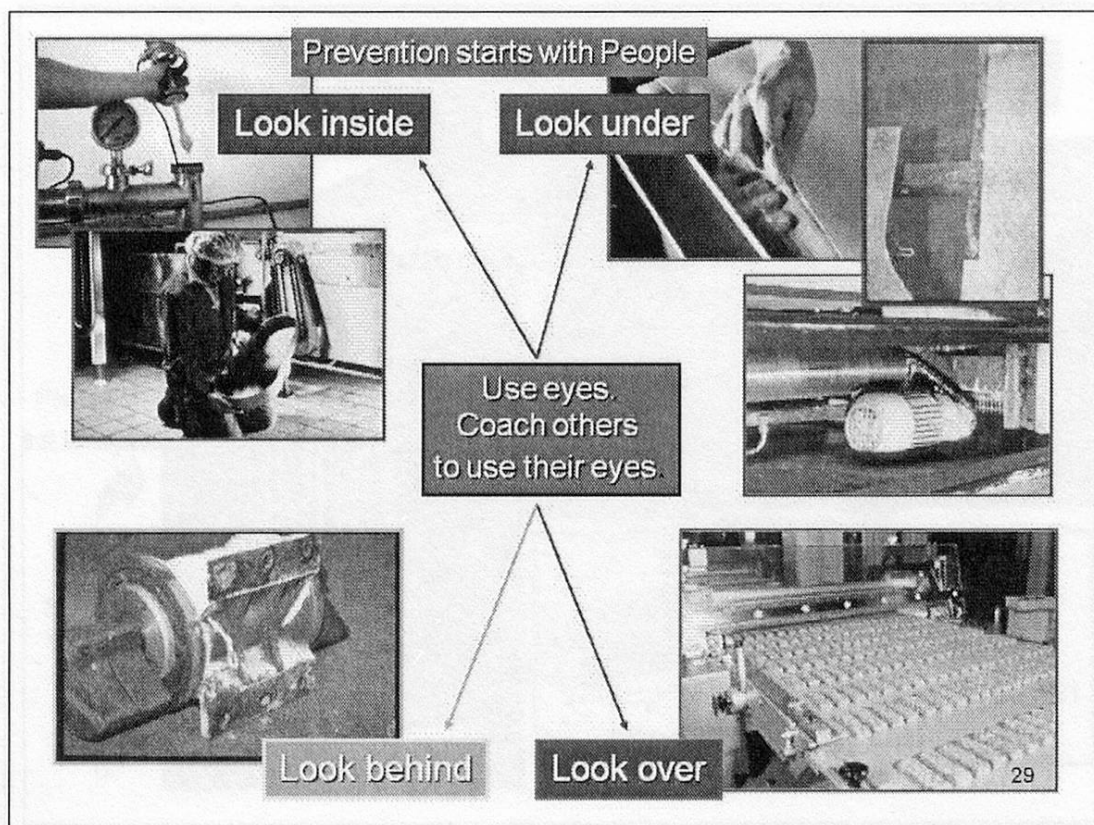 Prevention starts with People
Look inside
Look under
Use eyes.
Coach others
to use their eyes.
Look behind
Look over
29